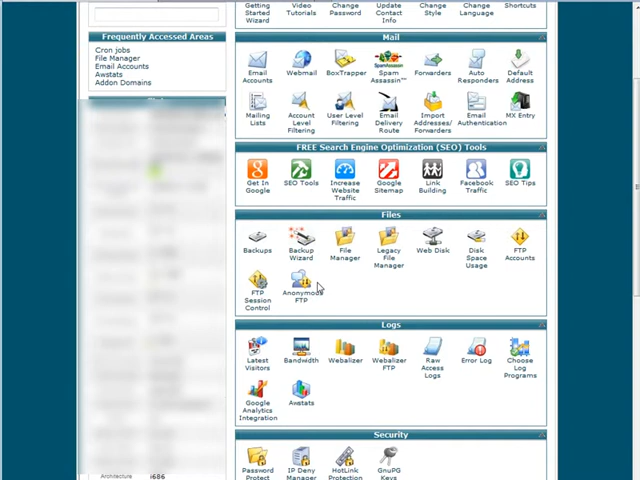 Getting Started Wizard
Video Tutorials
Change Password
Update Contact Info
Change Style
Change Language
Shortcuts
Frequently Accessed Areas
Cron jobs
File Manager
Email Accounts
Awstats
Addon Domains
Mail
Email Accounts
Webmail
BoxTrapper
Spam Assassin™
Forwarders
Auto Responders
Default Address
Mailing Lists
Account Level Filtering
User Level Filtering
Email Delivery Route
Import Addresses/ Forwarders
Email Authentication
MX Entry
FREE Search Engine Optimization (SEO) Tools
Get In Google
SEO Tools
Increase Website Traffic
Google Sitemap
Link Building
Facebook Traffic
SEO Tips
Files
Backups
Backup Wizard
File Manager
Legacy File Manager
Web Disk
Disk Space Usage
FTP Accounts
FTP Session Control
Anonymous FTP
Logs
Latest Visitors
Bandwidth
Webalizer
Webalizer FTP
Raw Access Logs
Error Log
Choose Log Programs
Google Analytics Integration
Awstats
Security
Password Protect
IP Deny Manager
HotLink Protection
GnuPG Keys
Architecture
i686